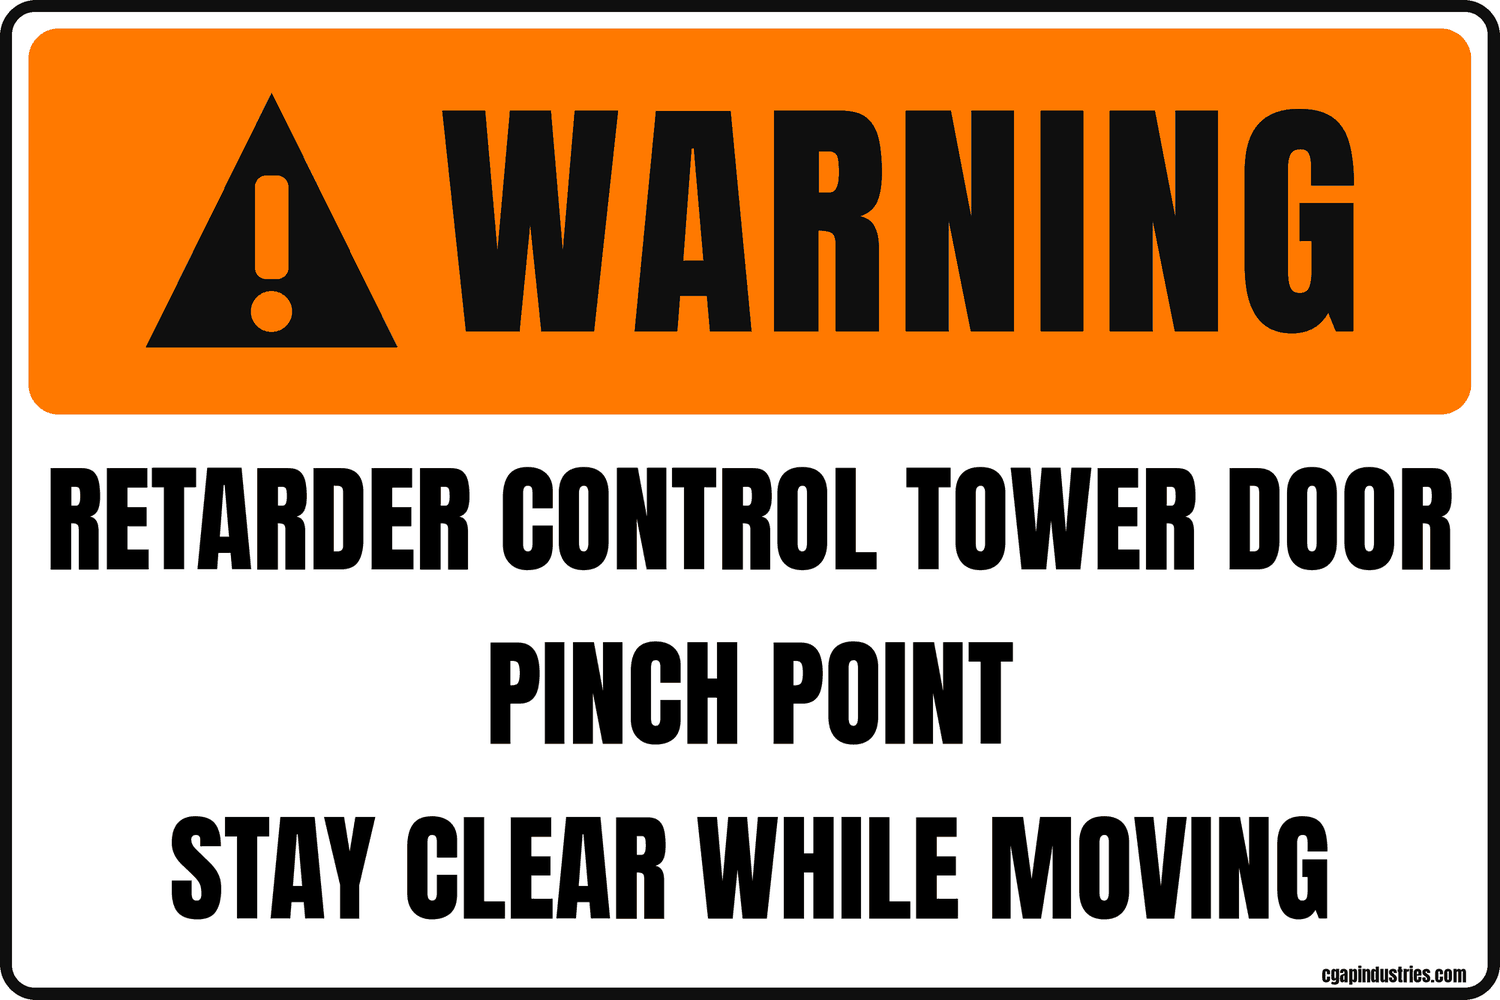 WARNING
RETARDER CONTROL TOWER DOOR
PINCH POINT
STAY CLEAR WHILE MOVING
cgapindustries.com